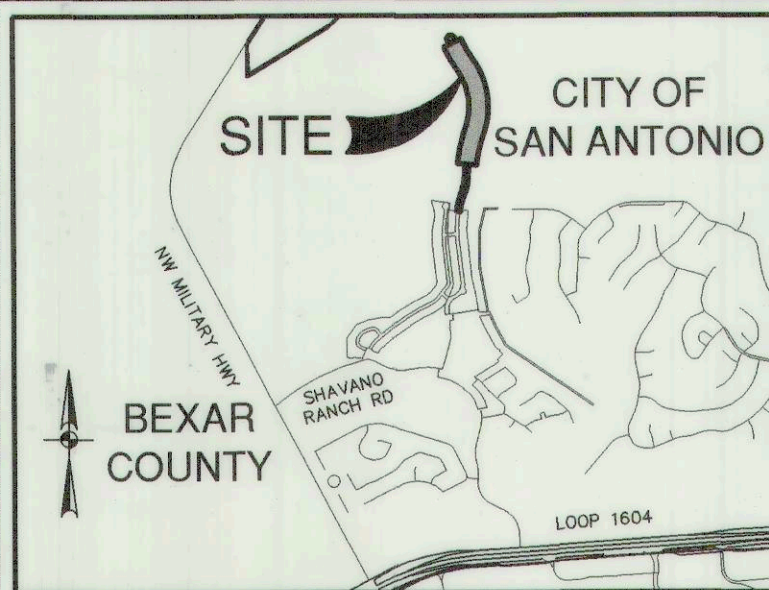 SITE
CITY OF
SAN ANTONIO
NW MILITARY HWY
SHAVANO
RANCH RD
BEXAR
COUNTY
LOOP 1604